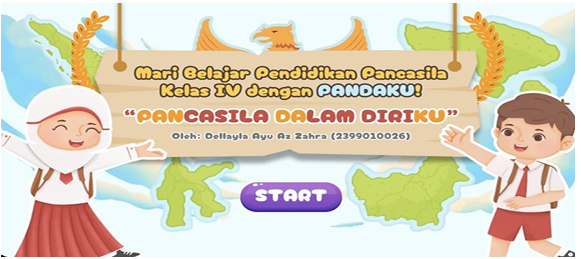 Mari Belajar Pendidikan Pancasila
Kelas IV dengan PANDAKU!
“PANCASILA DALAM DIRIKU”
Oleh: Dellayla Ayu Az Zahra (2399010026)
START